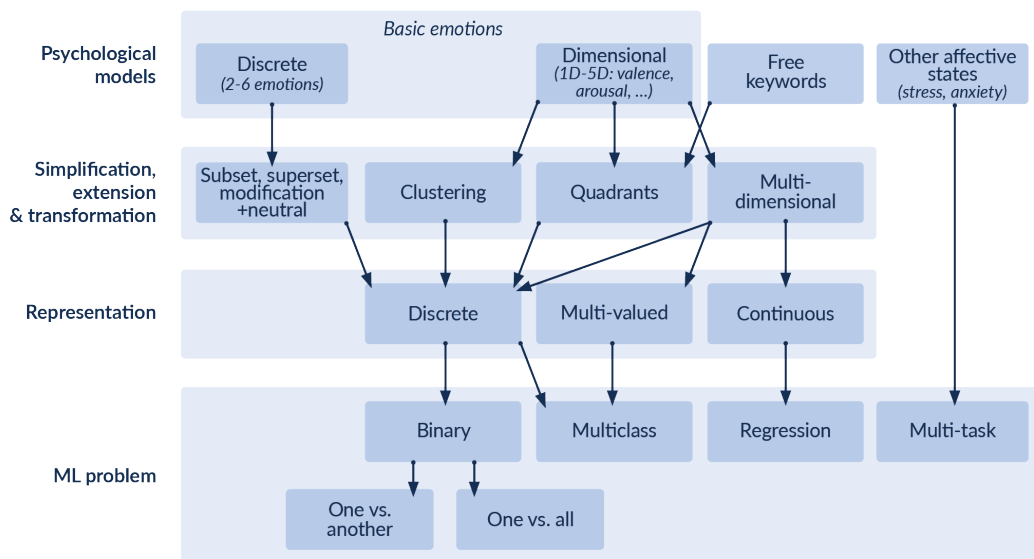 Basic emotions
Psychological
models
Discrete
(2-6 emotions)
Dimensional
(1D-5D: valence,
arousal, ...)
Free
keywords
Other affective
states
(stress, anxiety)
Simplification,
extension
& transformation
Subset, superset,
modification
+neutral
Clustering
Quadrants
Multi-
dimensional
Representation
Discrete
Multi-valued
Continuous
ML problem
Binary
Multiclass
Regression
Multi-task
One vs.
another
One vs. all